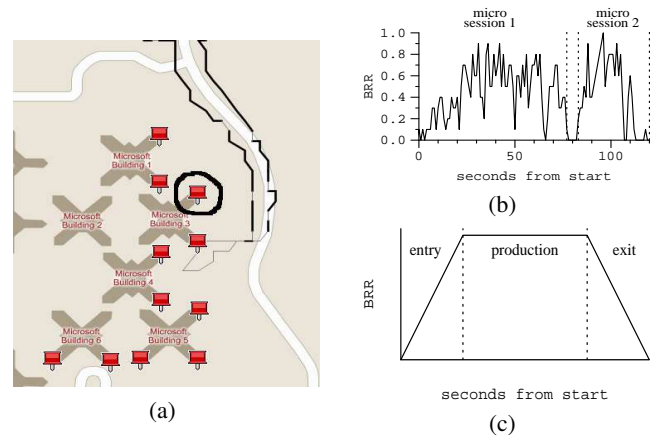 Microsoft
Building 1
Microsoft
Building 2
Microsoft
Building 3
Microsoft
Building 4
Microsoft
Building 6
Microsoft
Building 5
(a)
micro
session 1
micro
session 2
BRR
1.0
0.8
0.6
0.4
0.2
0.0
0
50
100
seconds from start
(b)
entry
production
exit
BRR
seconds from start
(c)